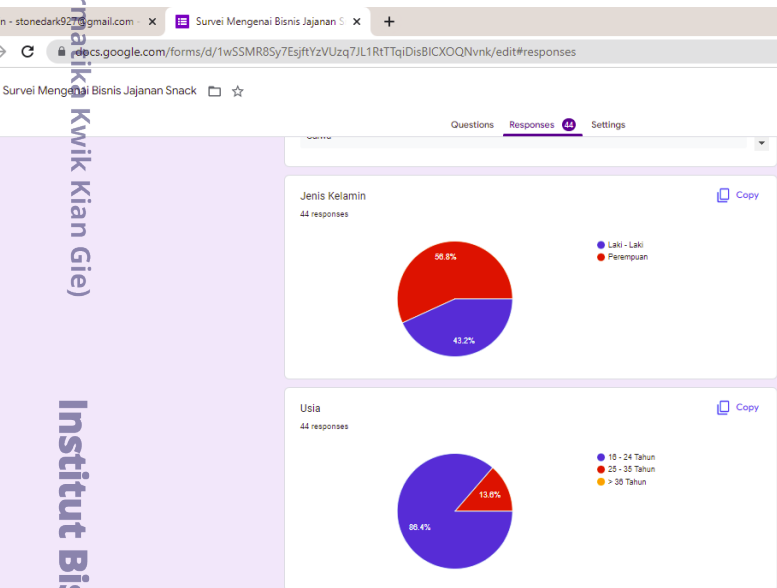 n - stonedark927@gmail.com -
Survei Mengenai Bisnis Jajanan S
docs.google.com/forms/d/1wSSMR8Sy7EsjftYzVUzq7JL1RtTTqiDisBICXOQNvnk/edit#responses
Survei Mengenai Bisnis Jajanan Snack
Questions Responses 44 Settings
Jenis Kelamin
Copy
44 responses
56.8%
43.2%
Laki - Laki
Perempuan
Usia
Copy
44 responses
13.6%
86.4%
16 - 24 Tahun
25 - 35 Tahun
> 36 Tahun
rmatika Kwik Kian Gie)
Institut Bis